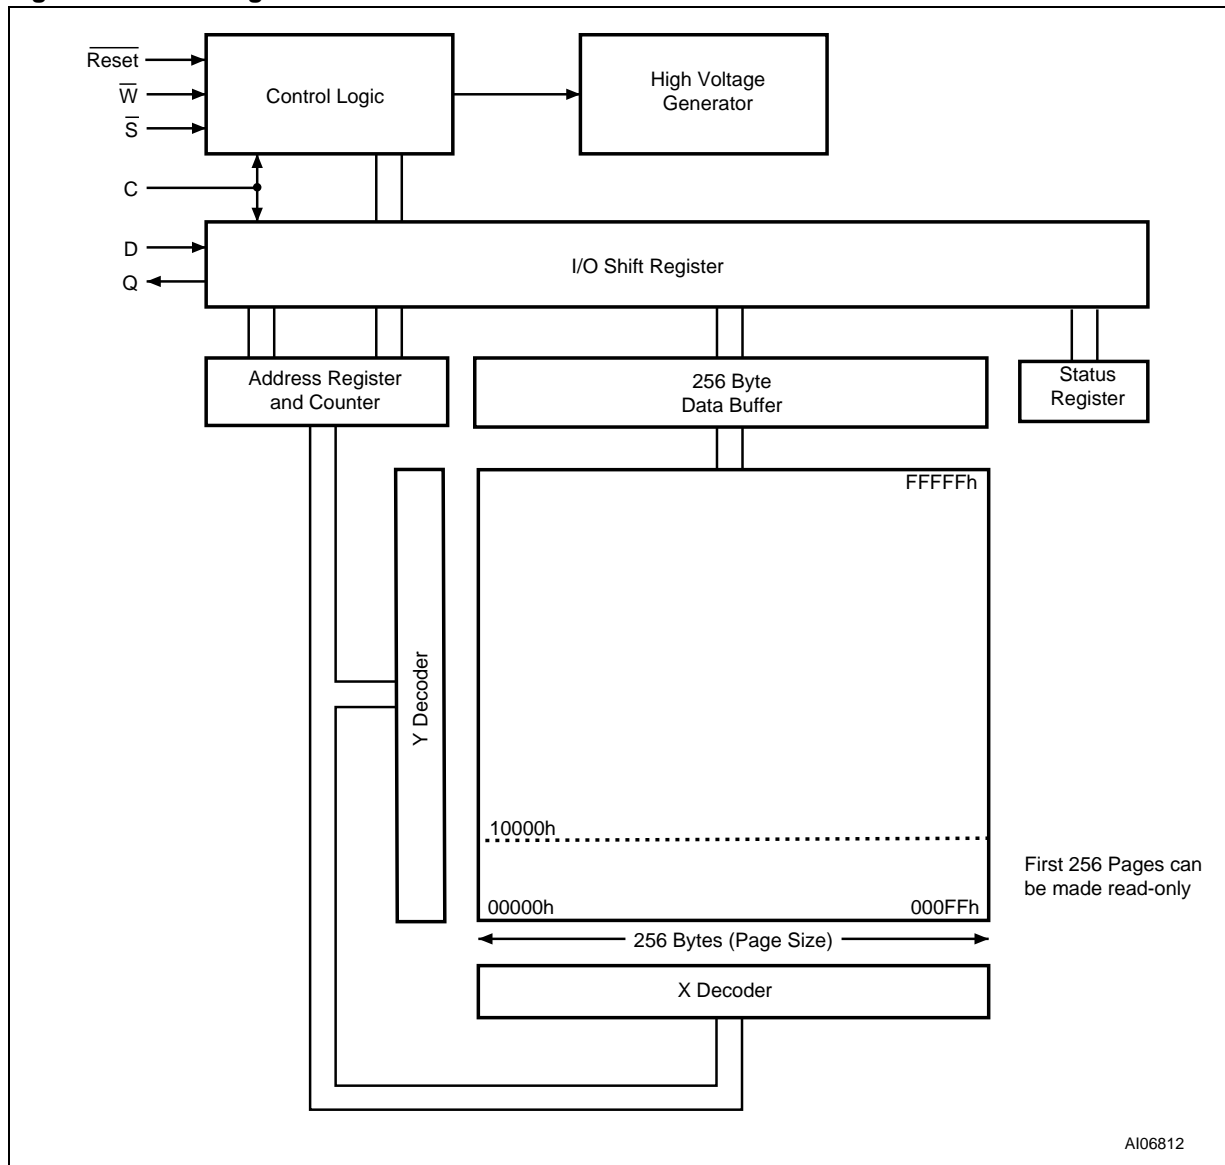 Reset
W
S
C
D
Q
Control Logic
High Voltage
Generator
I/O Shift Register
Address Register
and Counter
256 Byte
Data Buffer
Status
Register
Y Decoder
FFFFFh
10000h
00000h
000FFh
First 256 Pages can
be made read-only
256 Bytes (Page Size)
X Decoder
AI06812